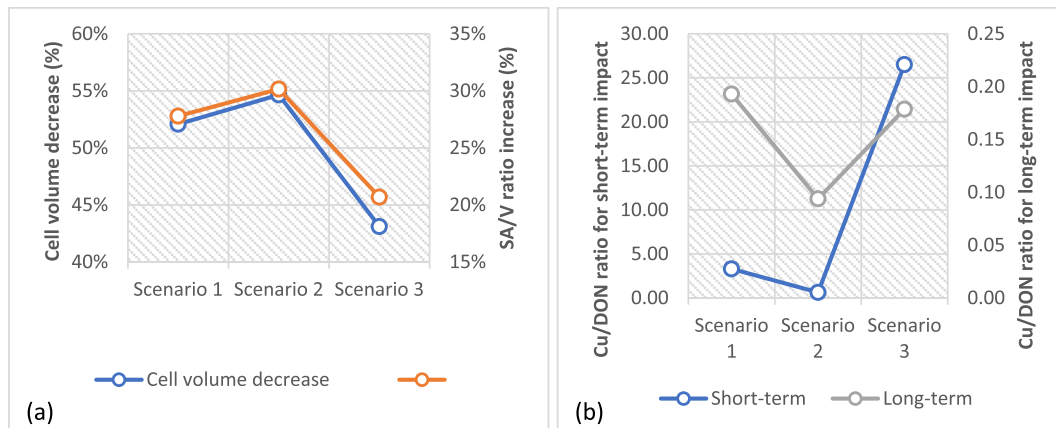 Cell volume decrease (%)
60%
55%
50%
45%
40%
35%
30%
25%
20%
15%
SA/V ratio increase (%)
Scenario 1 Scenario 2 Scenario 3
Cell volume decrease
(a)
Cu/DON ratio for short-term impact
30.00
25.00
20.00
15.00
10.00
5.00
0.00
0.25
0.20
0.15
0.10
0.05
0.00
Cu/DON ratio for long-term impact
Scenario Scenario Scenario
1 2 3
Short-term Long-term
(b)